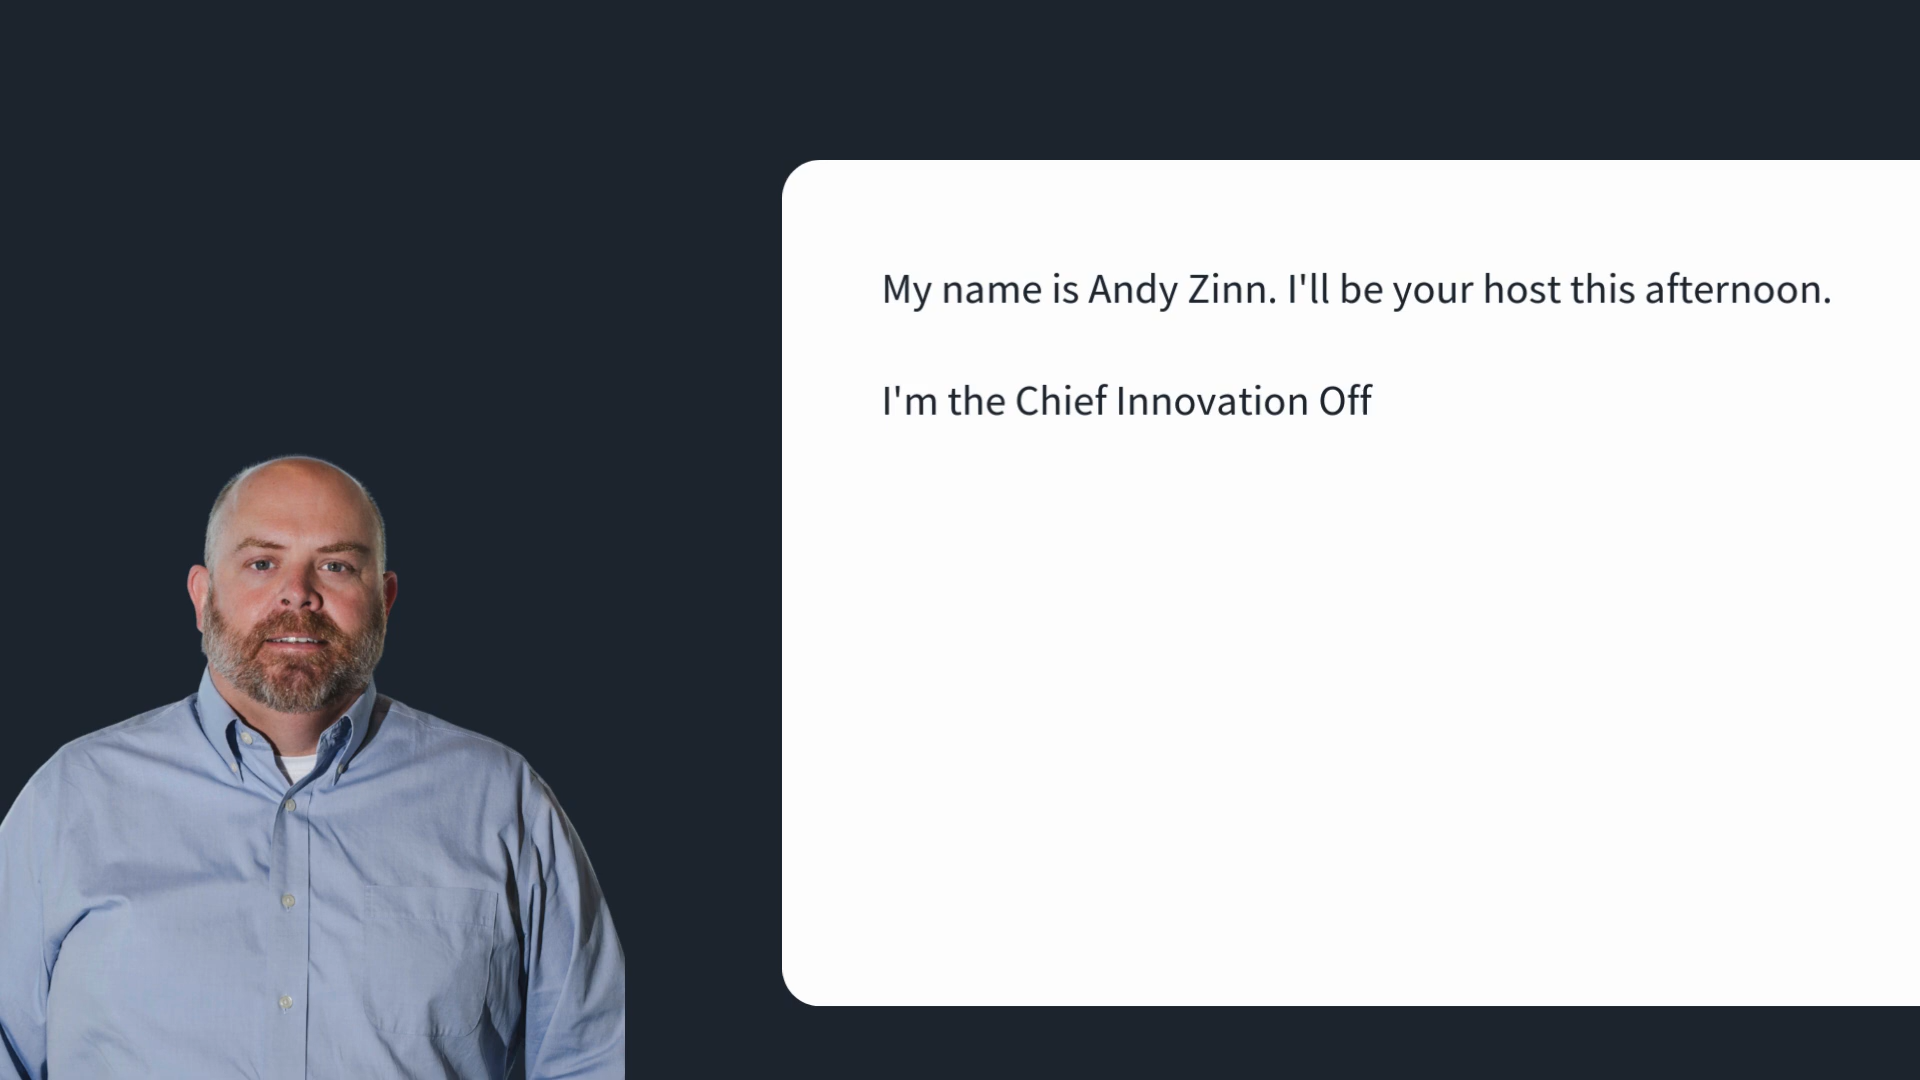 My name is Andy Zinn. I'll be your host this afternoon.
I'm the Chief Innovation Off